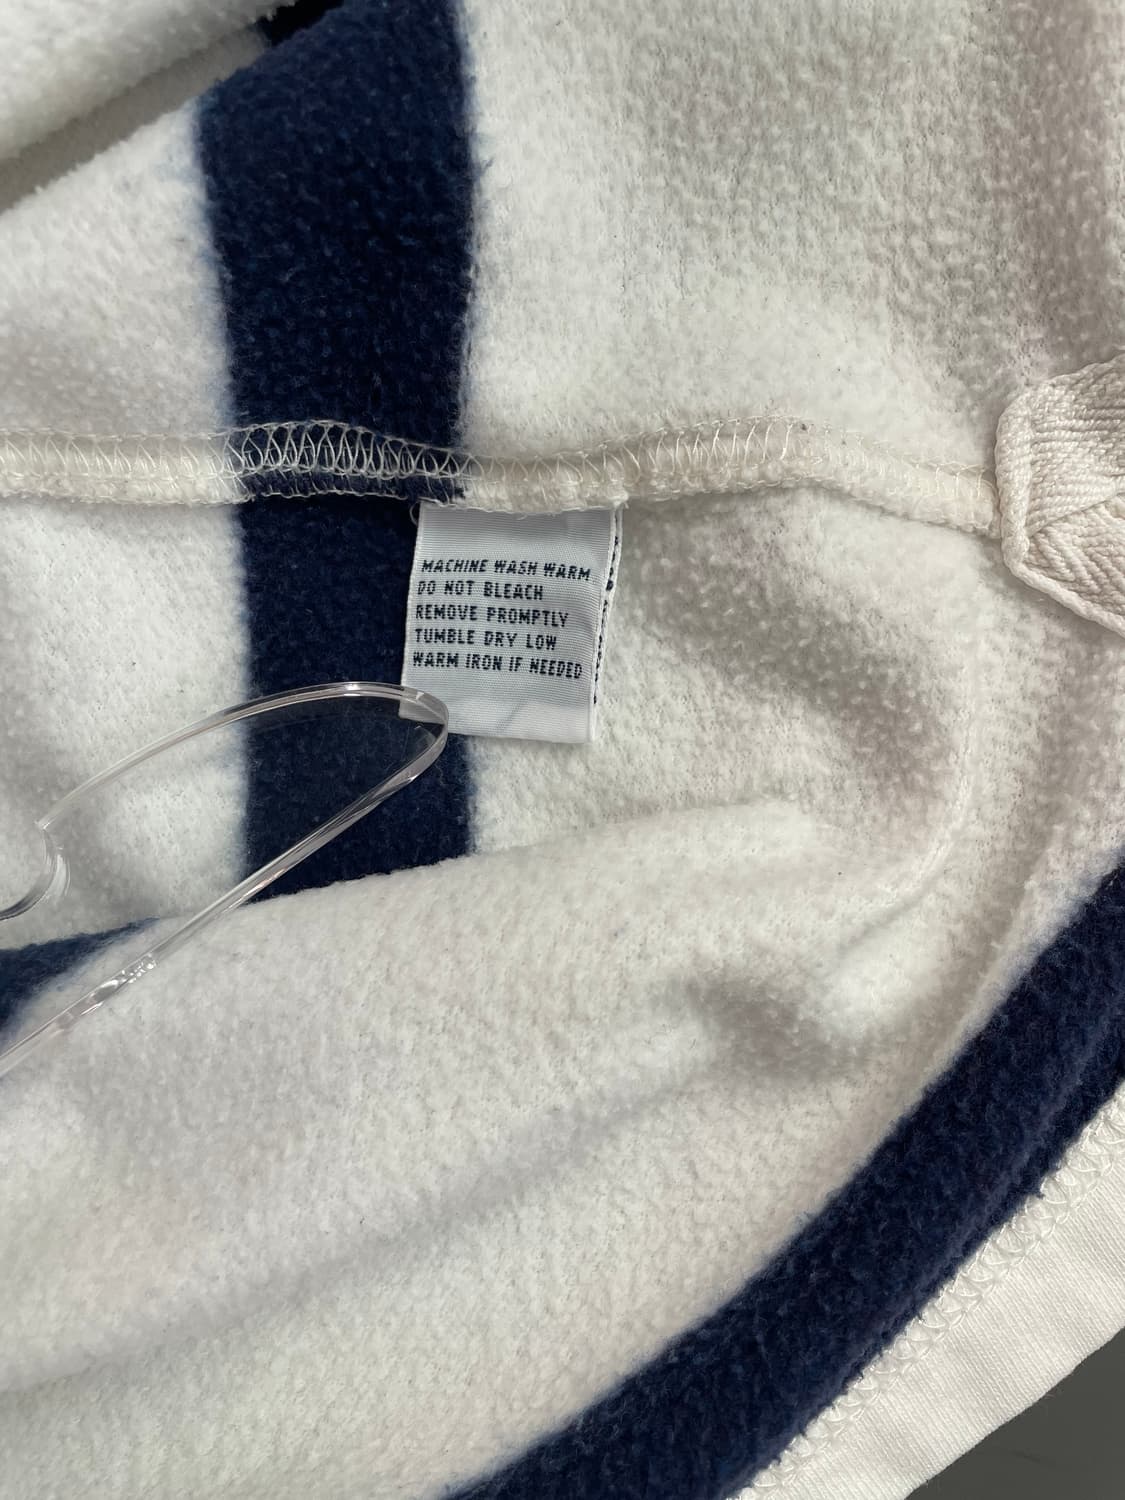 MACHINE WASH WARM
DO NOT BLEACH
REMOVE PROMPTLY
TUMBLE DRY LOW
WARM IRON IF NEEDED